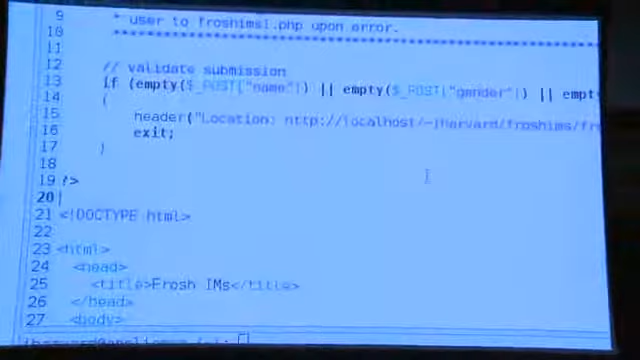 9 * user to froshims1.php upon error.
10 ******************************************************
11
12 // validate submission
13 if (empty($_POST["name"]) || empty($_POST["gender"]) || empt
14 {
15 header("Location: http://localhost/~jharvard/froshims/fr
16 exit;
17 }
18
19 ?>
20
21 <!DOCTYPE html>
22
23 <html>
24 <head>
25 <title>Frosh IMs</title>
26 </head>
27 <body>